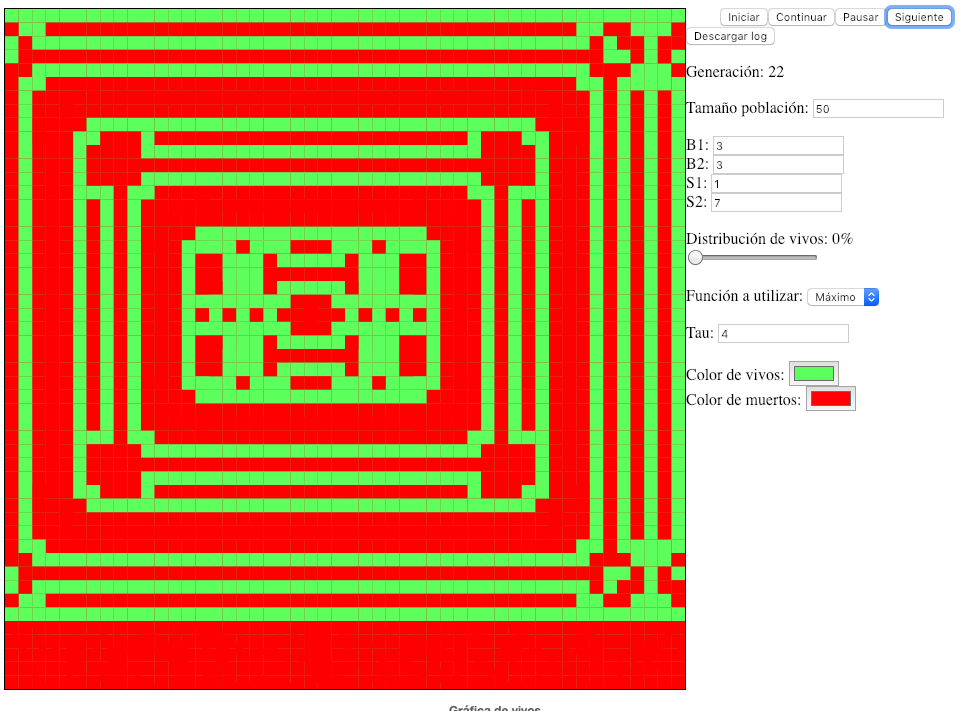 Iniciar Continuar Pausar Siguiente
Descargar log
Generación: 22
Tamaño población: 50
B1: 3
B2: 3
S1: 1
S2: 7
Distribución de vivos: 0%
Función a utilizar: Máximo
Tau: 4
Color de vivos:
Color de muertos:
Gráfica de vivos